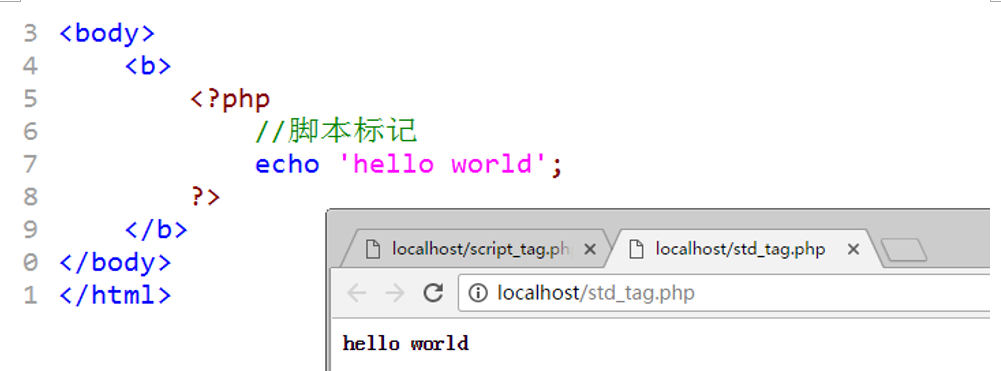 3 <body>
4 <b>
5 <?php
6 //脚本标记
7 echo 'hello world';
8 ?>
9 </b>
0 </body>
1 </html>
localhost/script_tag.ph
localhost/std_tag.php
localhost/std_tag.php
hello world